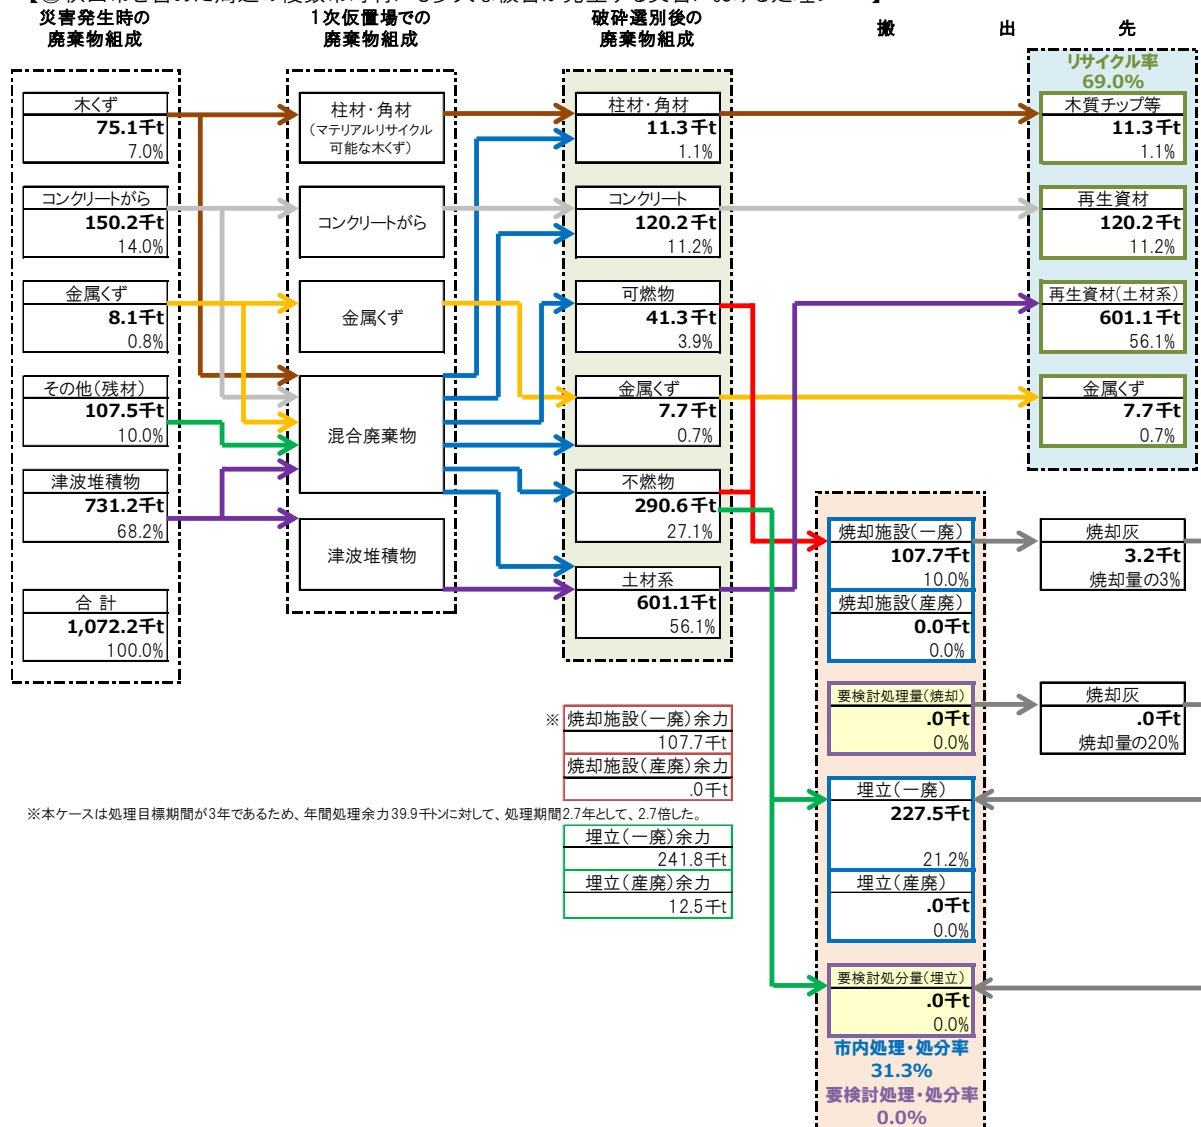 災害発生時の
廃棄物組成
1次仮置場での
廃棄物組成
破砕選別後の
廃棄物組成
搬 出 先
木くず
75.1千t
7.0%
コンクリートがら
150.2千t
14.0%
金属くず
8.1千t
0.8%
その他(残材)
107.5千t
10.0%
津波堆積物
731.2千t
68.2%
合 計
1,072.2千t
100.0%
柱材・角材
(マテリアルリサイクル
可能な木くず)
コンクリートがら
金属くず
混合廃棄物
津波堆積物
柱材・角材
11.3千t
1.1%
コンクリート
120.2千t
11.2%
可燃物
41.3千t
3.9%
金属くず
7.7千t
0.7%
不燃物
290.6千t
27.1%
土材系
601.1千t
56.1%
リサイクル率
69.0%
木質チップ等
11.3千t
1.1%
再生資材
120.2千t
11.2%
再生資材(土材系)
601.1千t
56.1%
金属くず
7.7千t
0.7%
焼却施設(一廃)
107.7千t
10.0%
焼却施設(産廃)
0.0千t
0.0%
焼却灰
3.2千t
焼却量の3%
要検討処理量(焼却)
.0千t
0.0%
焼却灰
.0千t
焼却量の20%
※ 焼却施設(一廃)余力
107.7千t
焼却施設(産廃)余力
.0千t
※本ケースは処理目標期間が3年であるため、年間処理余力39.9千トンに対して、処理期間2.7年として、2.7倍した。
埋立(一廃)余力
241.8千t
埋立(産廃)余力
12.5千t
埋立(一廃)
227.5千t
21.2%
埋立(産廃)
.0千t
0.0%
要検討処分量(埋立)
.0千t
0.0%
市内処理・処分率
31.3%
要検討処理・処分率
0.0%